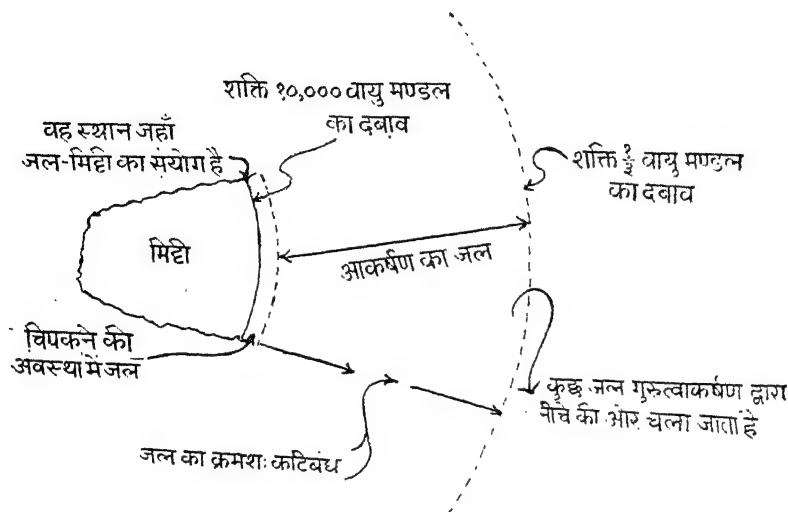 शक्ति १०,००० वायु मण्डल
का दबाव
वह स्थान जहाँ
जल-मिट्टी का संयोग है
शक्ति १/३ वायु मण्डल
का दबाव
मिट्टी
आकर्षण का जल
चिपकने की
अवस्था में जल
कुछ जल गुरुत्वाकर्षण द्वारा
नीचे की ओर चला जाता है
जल का क्रमशः कटिबंध